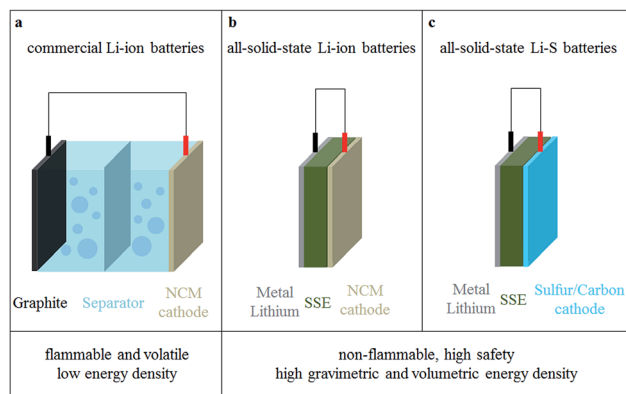 a
commercial Li-ion batteries
Graphite
Separator
NCM
cathode
flammable and volatile
low energy density
b
all-solid-state Li-ion batteries
Metal
Lithium
SSE
NCM
cathode
c
all-solid-state Li-S batteries
Metal
Lithium
SSE
Sulfur/Carbon
cathode
non-flammable, high safety
high gravimetric and volumetric energy density